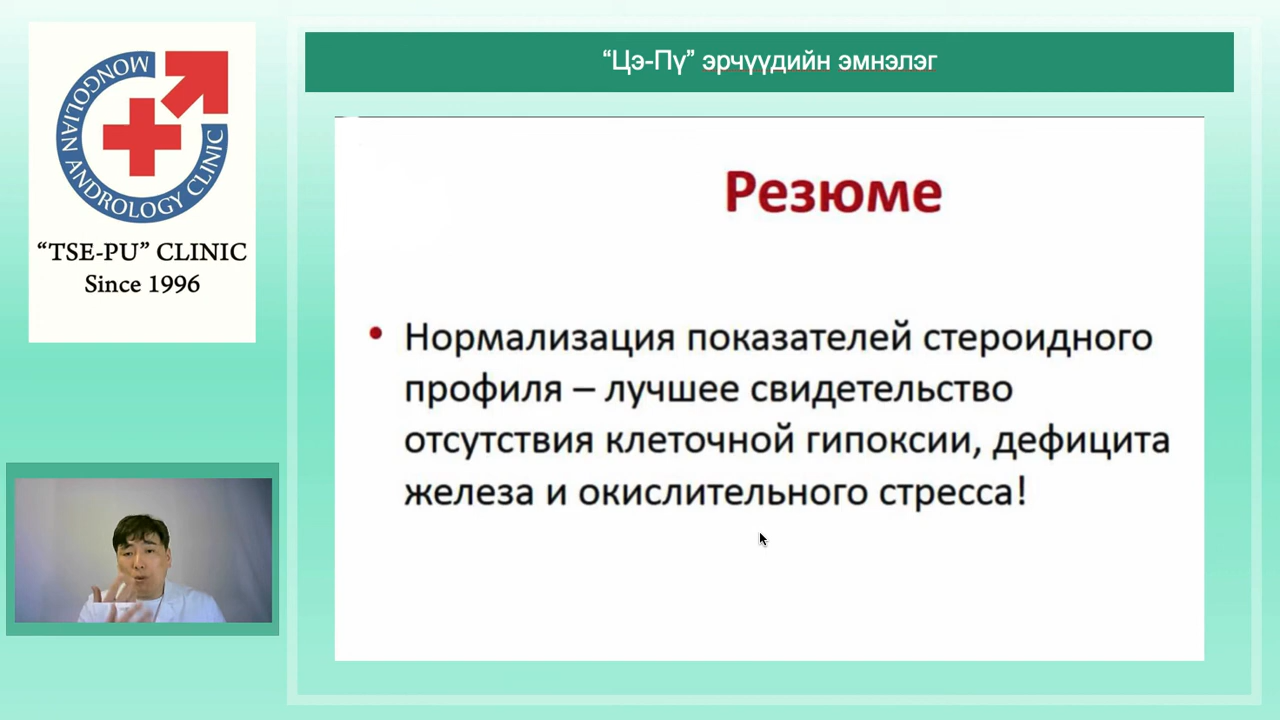 MONGOLIAN ANDROLOGY CLINIC
“TSE-PU” CLINIC
Since 1996
“Цэ-Пү” эрчүүдийн эмнэлэг
Резюме
• Нормализация показателей стероидного
профиля – лучшее свидетельство
отсутствия клеточной гипоксии, дефицита
железа и окислительного стресса!